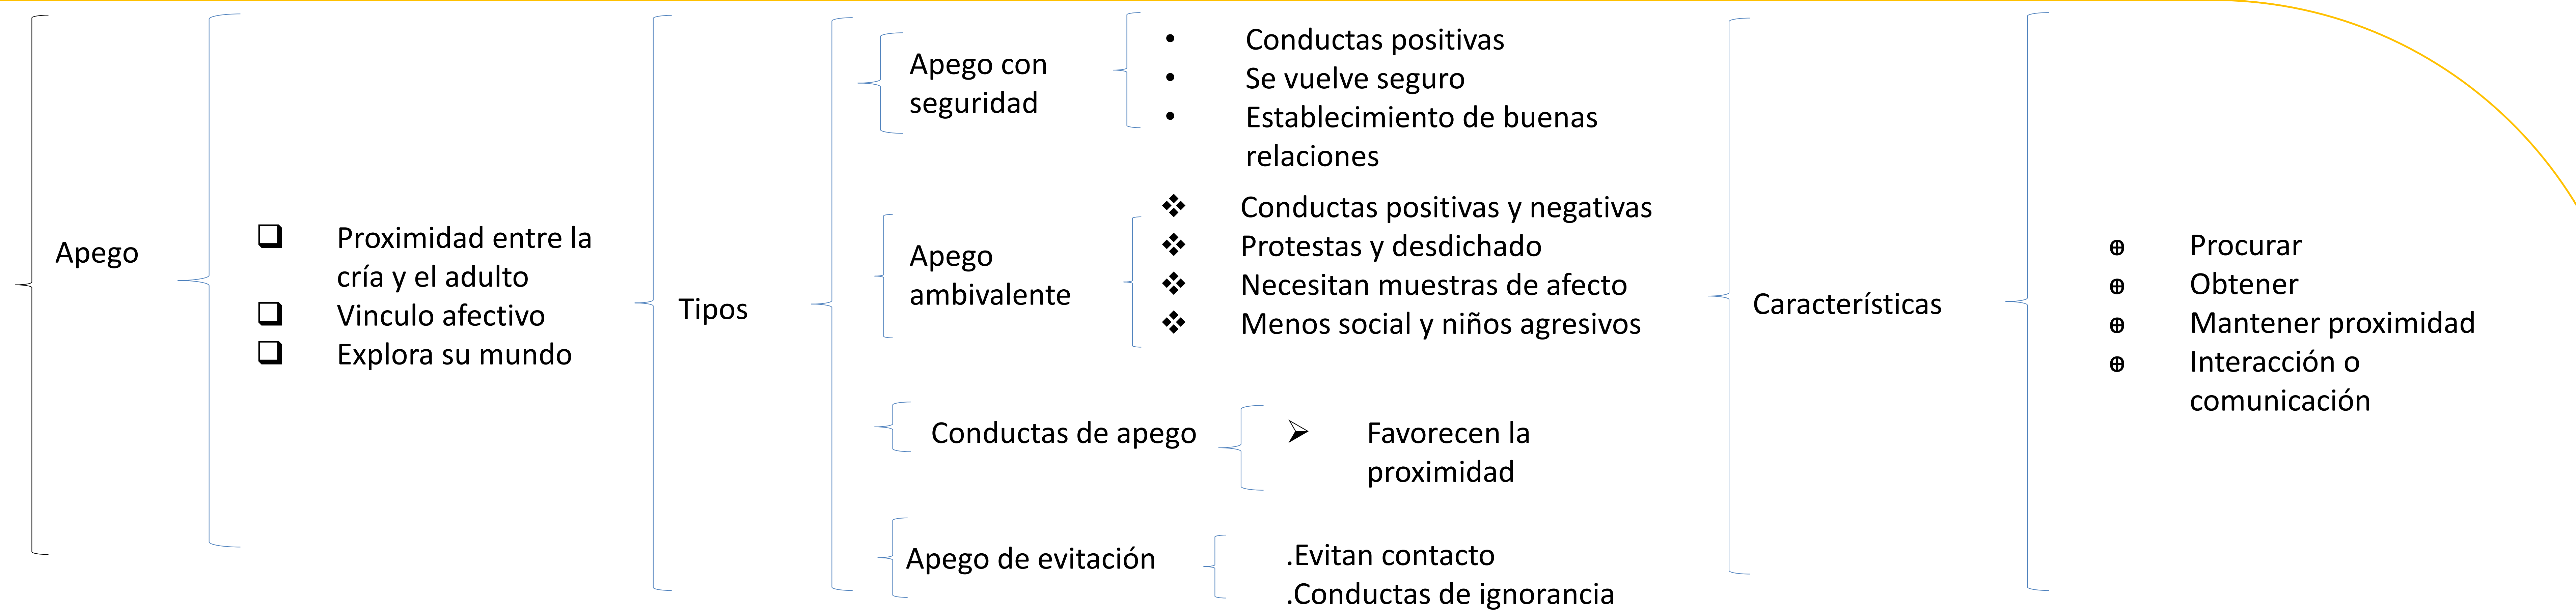 Apego
Proximidad entre la
cría y el adulto
Vinculo afectivo
Explora su mundo
Tipos
Apego con
seguridad
• Conductas positivas
• Se vuelve seguro
• Establecimiento de buenas
relaciones
Apego
ambivalente
Conductas positivas y negativas
Protestas y desdichado
Necesitan muestras de afecto
Menos social y niños agresivos
Conductas de apego
Favorecen la
proximidad
Apego de evitación
.Evitan contacto
.Conductas de ignorancia
Características
Procurar
Obtener
Mantener proximidad
Interacción o
comunicación